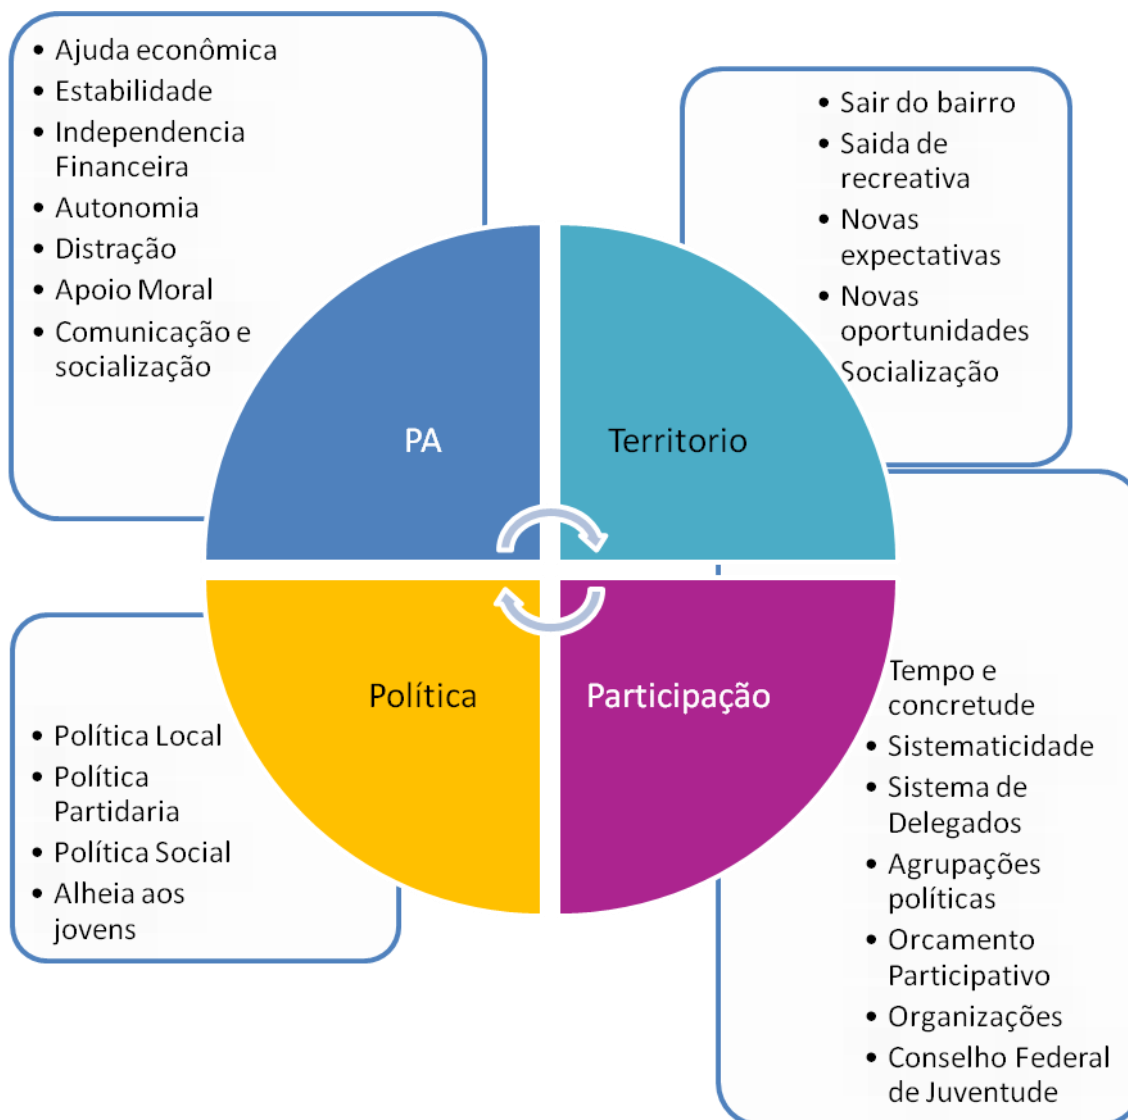 • Ajuda econômica
• Estabilidade
• Independencia
Financeira
• Autonomia
• Distração
• Apoio Moral
• Comunicação e
socialização
• Sair do bairro
• Saida de
recreativa
• Novas
expectativas
• Novas
oportunidades
Socialização
PA
Territorio
Política
Participação
• Política Local
• Política
Partidaria
• Política Social
• Alheia aos
jovens
Tempo e
concretude
• Sistematicidade
• Sistema de
Delegados
• Agrupações
políticas
• Orcamento
Participativo
• Organizações
• Conselho Federal
de Juventude